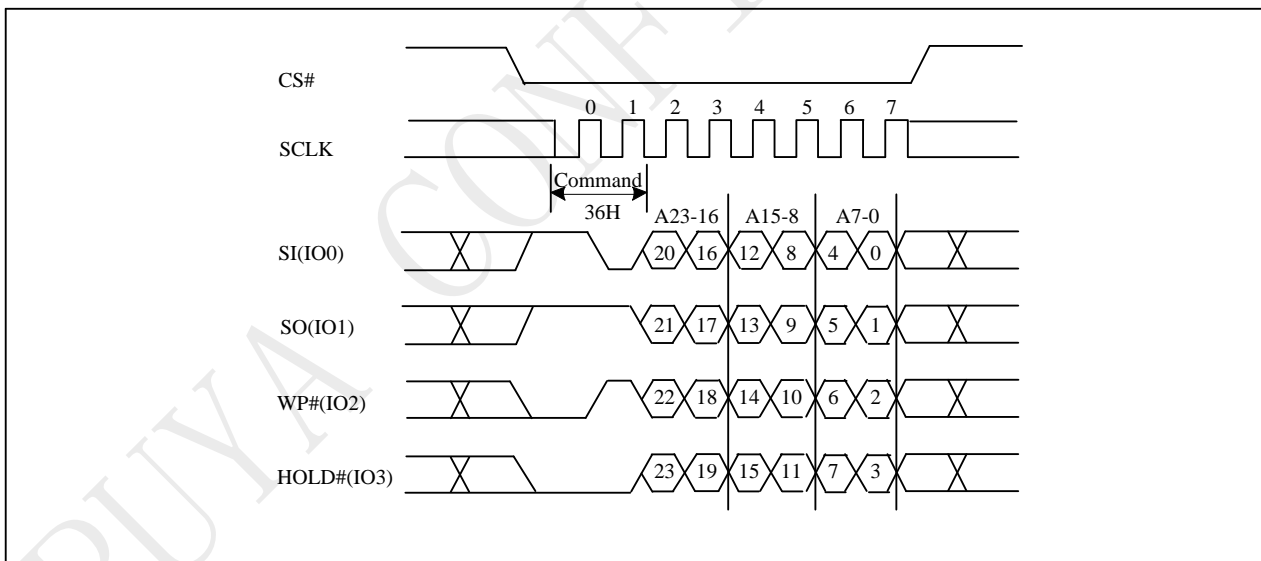 PUYA CONF
CS#
0 1 2 3 4 5 6 7
SCLK
Command
36H
A23-16 A15-8 A7-0
SI(IO0) 20 16 12 8 4 0
SO(IO1) 21 17 13 9 5 1
WP#(IO2) 22 18 14 10 6 2
HOLD#(IO3) 23 19 15 11 7 3